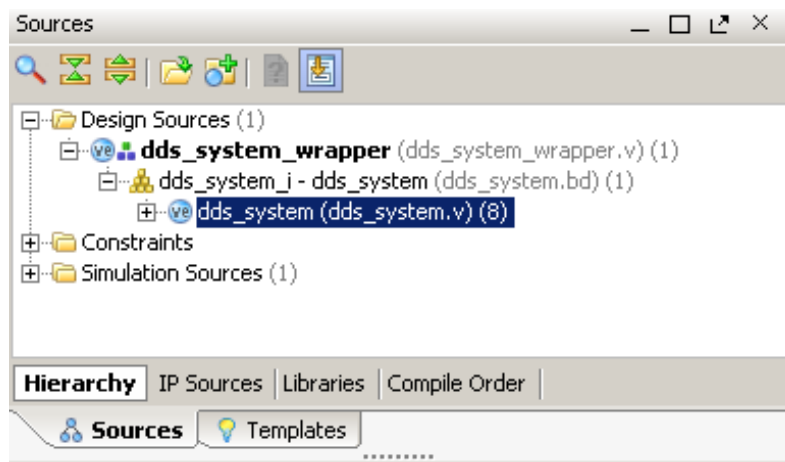 Sources
Design Sources (1)
dds_system_wrapper (dds_system_wrapper.v) (1)
dds_system_i - dds_system (dds_system.bd) (1)
dds_system (dds_system.v) (8)
Constraints
Simulation Sources (1)
Hierarchy IP Sources Libraries Compile Order
Sources Templates